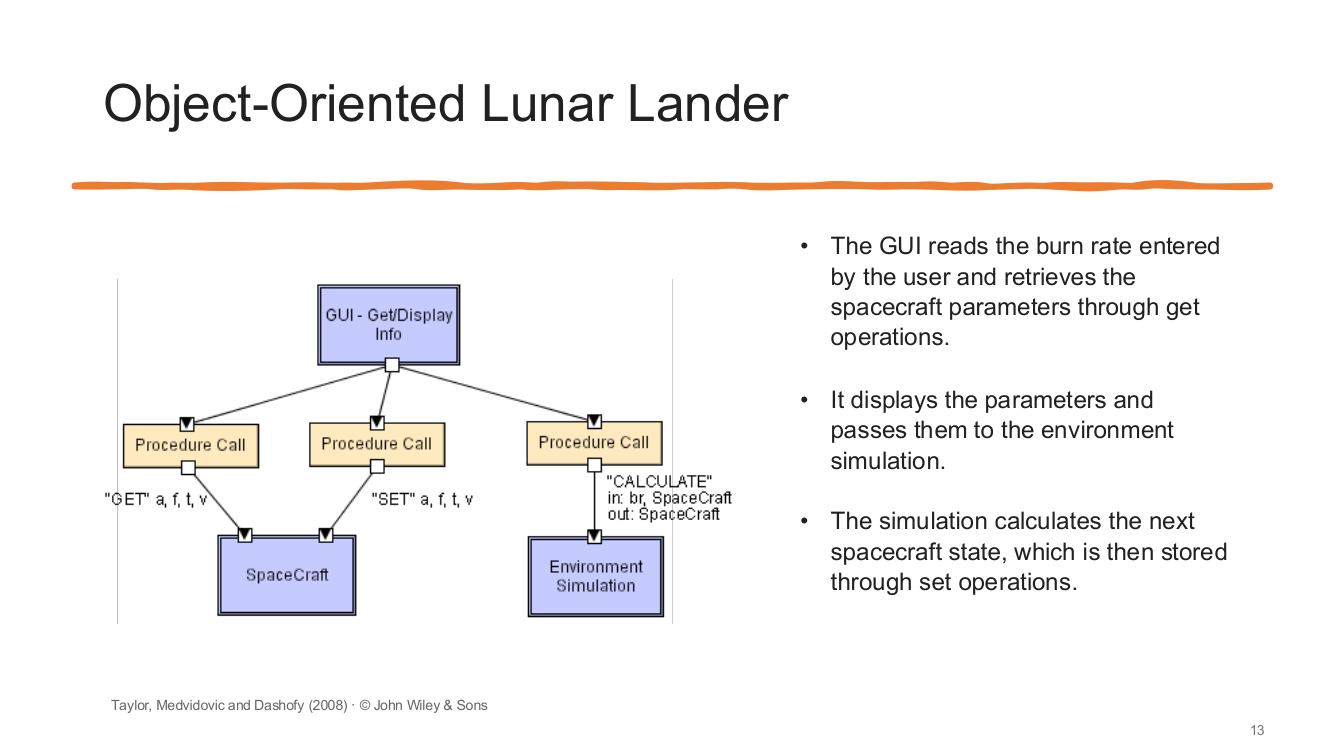 Object-Oriented Lunar Lander
GUI - Get/Display
Info
Procedure Call
Procedure Call
Procedure Call
"GET" a, f, t, v
"SET" a, f, t, v
"CALCULATE"
in: br, SpaceCraft
out: SpaceCraft
SpaceCraft
Environment
Simulation
• The GUI reads the burn rate entered
by the user and retrieves the
spacecraft parameters through get
operations.
• It displays the parameters and
passes them to the environment
simulation.
• The simulation calculates the next
spacecraft state, which is then stored
through set operations.
Taylor, Medvidovic and Dashofy (2008) · © John Wiley & Sons
13